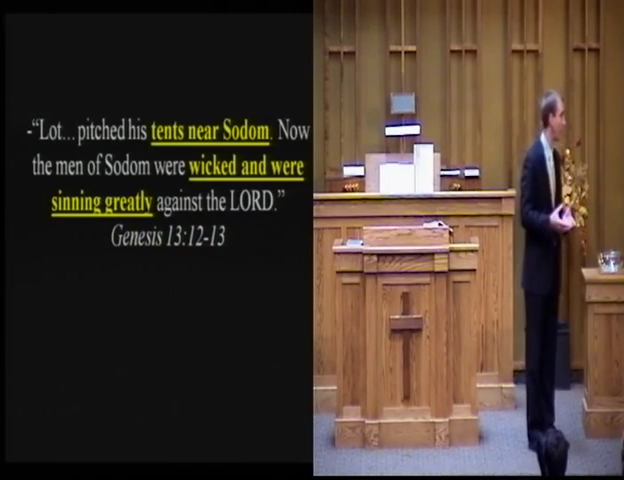 -“Lot... pitched his tents near Sodom. Now
the men of Sodom were wicked and were
sinning greatly against the LORD.”
Genesis 13:12-13